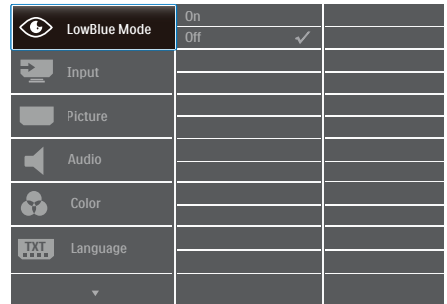 LowBlue Mode
On
Off
Input
Picture
Audio
Color
TXT
Language